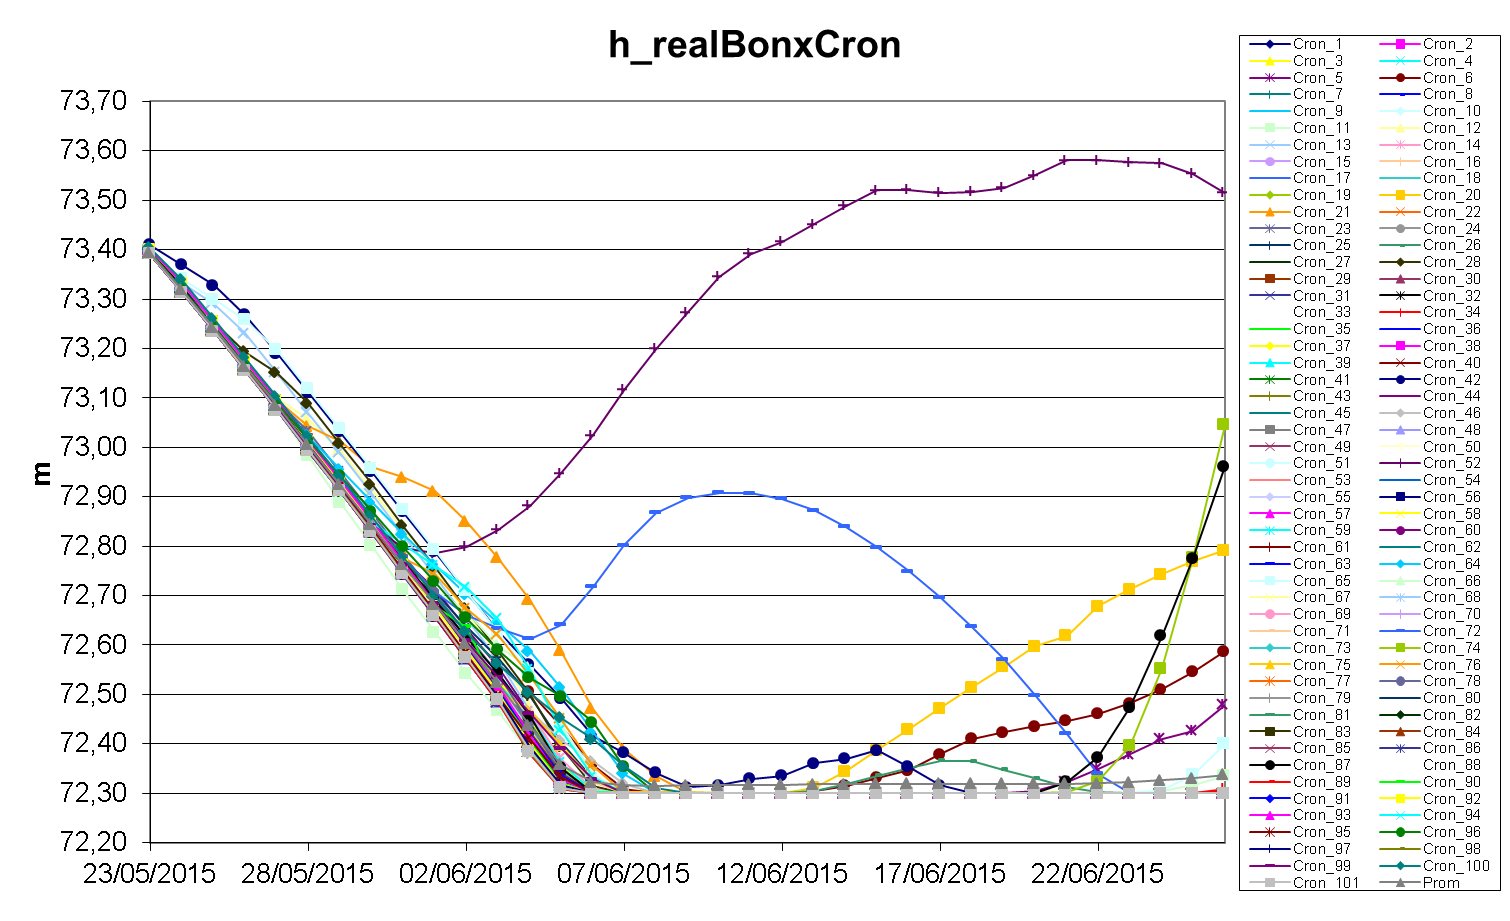 h_realBonxCron
73,70
73,60
73,50
73,40
73,30
73,20
73,10
73,00
72,90
72,80
72,70
72,60
72,50
72,40
72,30
72,20
m
23/05/2015 28/05/2015 02/06/2015 07/06/2015 12/06/2015 17/06/2015 22/06/2015
Cron_1 Cron_2
Cron_3 Cron_4
Cron_5 Cron_6
Cron_7 Cron_8
Cron_9 Cron_10
Cron_11 Cron_12
Cron_13 Cron_14
Cron_15 Cron_16
Cron_17 Cron_18
Cron_19 Cron_20
Cron_21 Cron_22
Cron_23 Cron_24
Cron_25 Cron_26
Cron_27 Cron_28
Cron_29 Cron_30
Cron_31 Cron_32
Cron_33 Cron_34
Cron_35 Cron_36
Cron_37 Cron_38
Cron_39 Cron_40
Cron_41 Cron_42
Cron_43 Cron_44
Cron_45 Cron_46
Cron_47 Cron_48
Cron_49 Cron_50
Cron_51 Cron_52
Cron_53 Cron_54
Cron_55 Cron_56
Cron_57 Cron_58
Cron_59 Cron_60
Cron_61 Cron_62
Cron_63 Cron_64
Cron_65 Cron_66
Cron_67 Cron_68
Cron_69 Cron_70
Cron_71 Cron_72
Cron_73 Cron_74
Cron_75 Cron_76
Cron_77 Cron_78
Cron_79 Cron_80
Cron_81 Cron_82
Cron_83 Cron_84
Cron_85 Cron_86
Cron_87 Cron_88
Cron_89 Cron_90
Cron_91 Cron_92
Cron_93 Cron_94
Cron_95 Cron_96
Cron_97 Cron_98
Cron_99 Cron_100
Cron_101 Prom